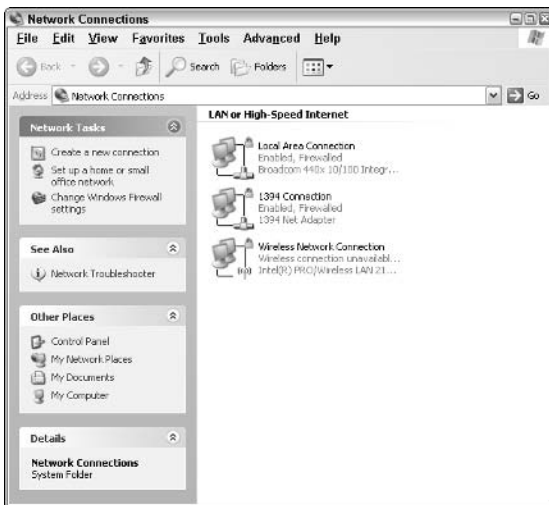 Network Connections
File Edit View Favorites Tools Advanced Help
Back Search Folders
Address Network Connections Go
Network Tasks
Create a new connection
Set up a home or small
office network
Change Windows Firewall
settings
See Also
Network Troubleshooter
Other Places
Control Panel
My Network Places
My Documents
My Computer
Details
Network Connections
System Folder
LAN or High-Speed Internet
Local Area Connection
Enabled, Firewalled
Broadcom 440x 10/100 Integr...
1394 Connection
Enabled, Firewalled
1394 Net Adapter
Wireless Network Connection
Wireless connection unavailabl...
Intel(R) PRO/Wireless LAN 21...